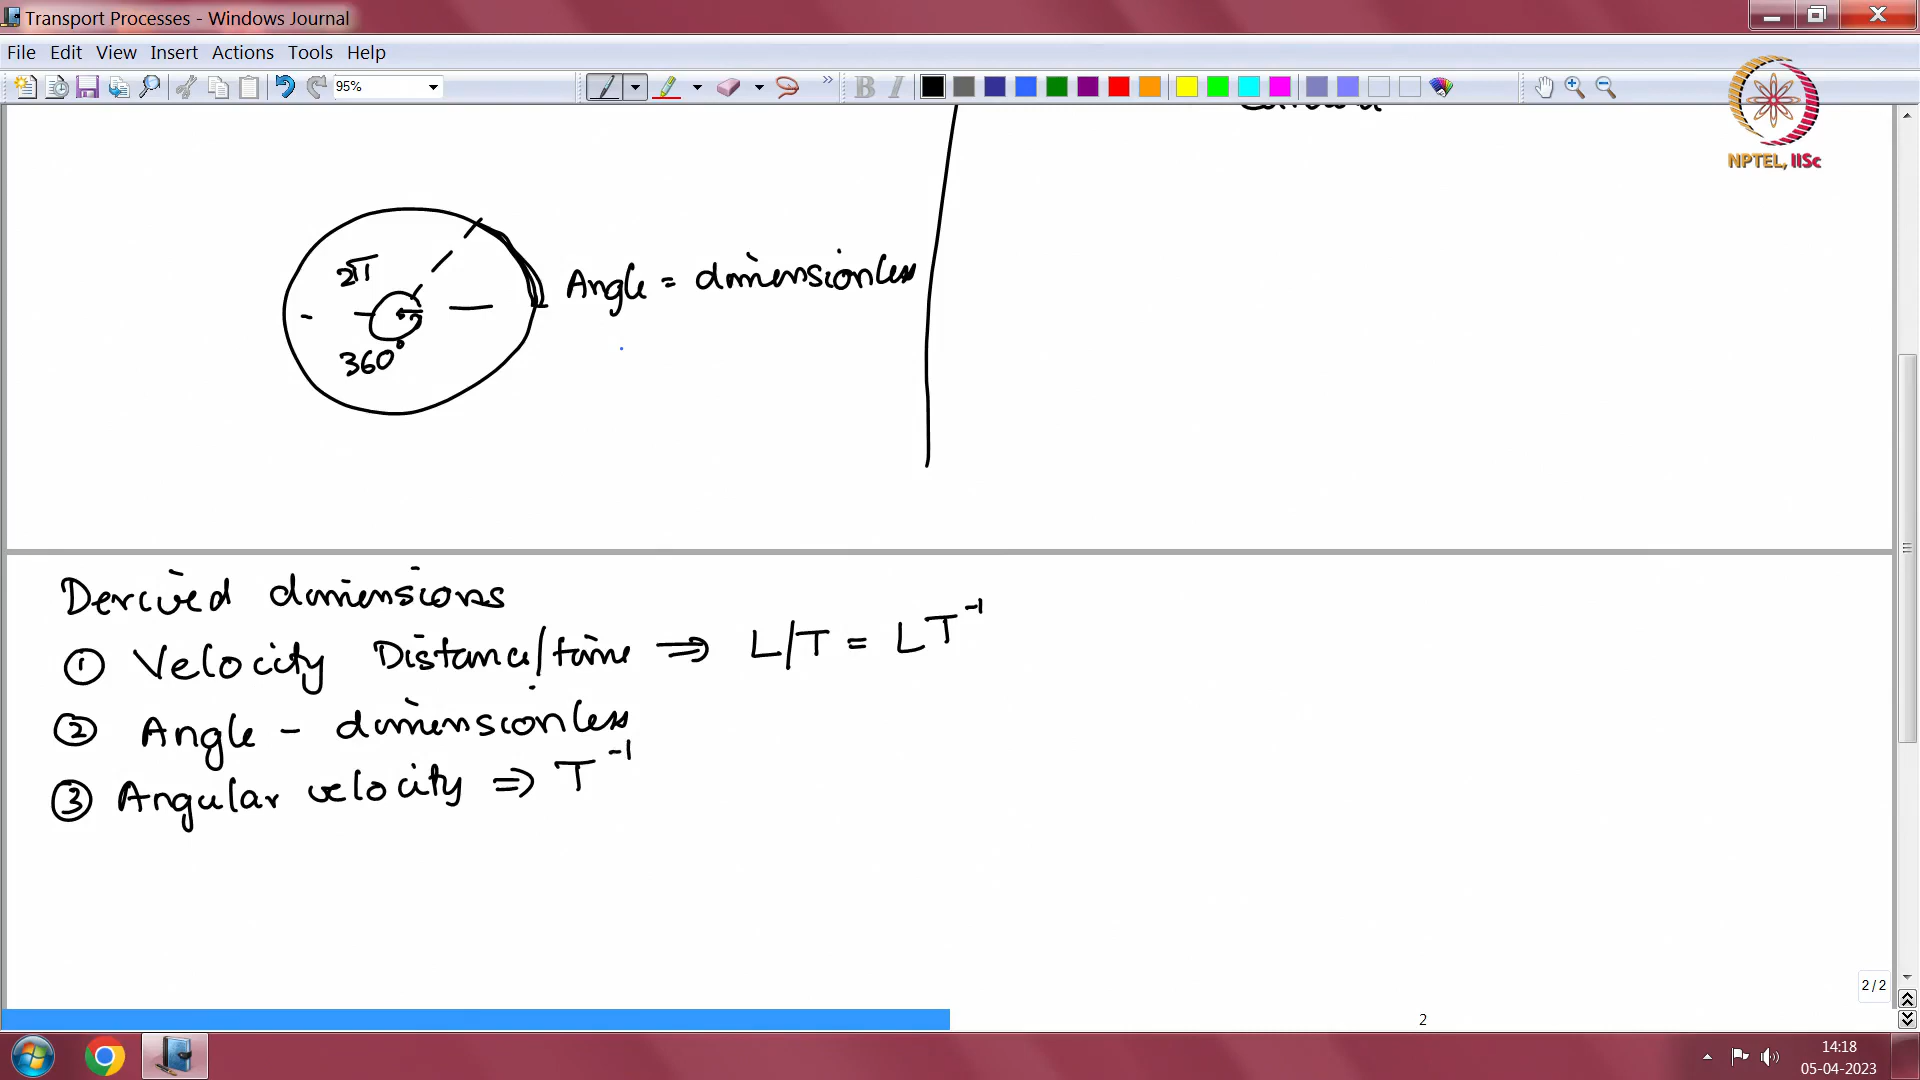 Transport Processes - Windows Journal
File Edit View Insert Actions Tools Help
95%
B I
NPTEL, IISc
2π
360°
Angle = dimensionless
Derived dimensions
① Velocity Distance/time ⇒ L/T = LT⁻¹
② Angle - dimensionless
③ Angular velocity ⇒ T⁻¹
2 / 2
2
14:18
05-04-2023